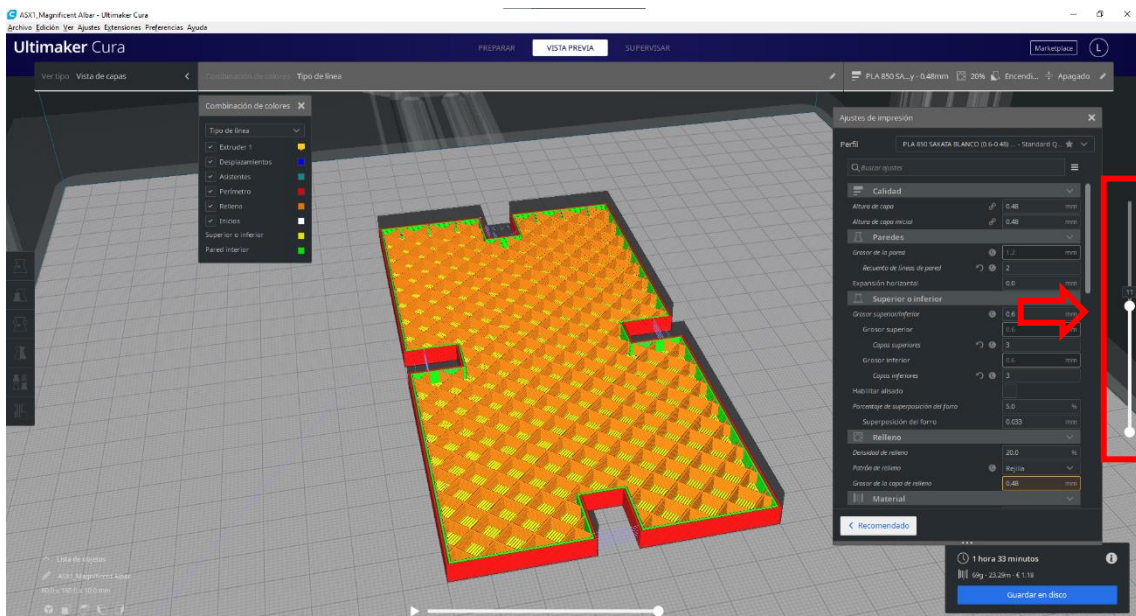 ASX1_Magnificent Albar - Ultimaker Cura
Archivo Edición Ver Ajustes Extensiones Preferencias Ayuda
Ultimaker Cura
PREPARAR
VISTA PREVIA
SUPERVISAR
Marketplace
L
Ver tipo Vista de capas
Combinación de colores Tipo de línea
PLA 850 SA...y - 0.48mm 20% Encendi... Apagado
Combinación de colores
Tipo de línea
Extruder 1
Desplazamientos
Asistentes
Perímetro
Relleno
Inicios
Superior o inferior
Pared interior
Ajustes de impresión
Perfil PLA 850 SAKATA BLANCO (0.6-0.48) ... - Standard Q...
Buscar ajustes
Calidad
Altura de capa 0.48 mm
Altura de capa inicial 0.48 mm
Paredes
Grosor de la pared 1.2 mm
Recuento de líneas de pared 2
Expansión horizontal 0.0 mm
Superior o inferior
Grosor superior/inferior 0.6 mm
Grosor superior 0.6 mm
Capas superiores 3
Grosor inferior 0.6 mm
Capas inferiores 3
Habilitar alisado
Porcentaje de superposición del forro 5.0 %
Superposición del forro 0.033 mm
Relleno
Densidad de relleno 20.0 %
Patrón de relleno Rejilla
Grosor de la capa de relleno 0.48 mm
Material
Recomendado
11
Lista de objetos
ASX1_Magnificent Albar
1 hora 33 minutos
69g - 23.29m - € 1.18
Guardar en disco